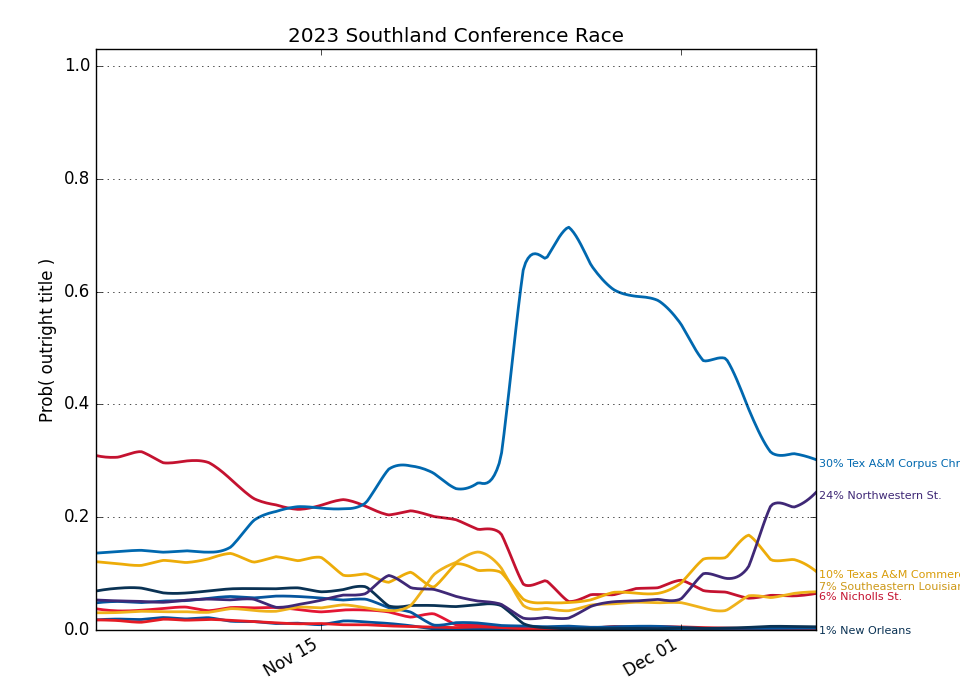 2023 Southland Conference Race
Prob( outright title )
1.0
0.8
0.6
0.4
0.2
0.0
Nov 15
Dec 01
30% Tex A&M Corpus Chr
24% Northwestern St.
10% Texas A&M Commerc
7% Southeastern Louisian
6% Nicholls St.
1% New Orleans